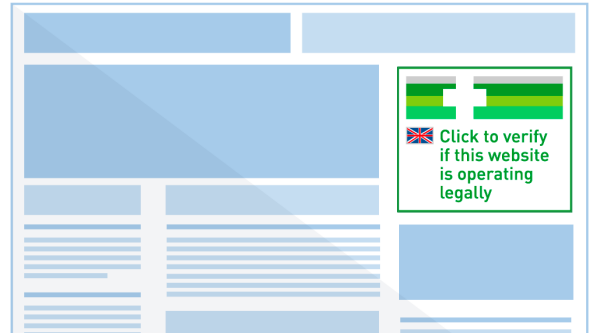 Click to verify
if this website
is operating
legally